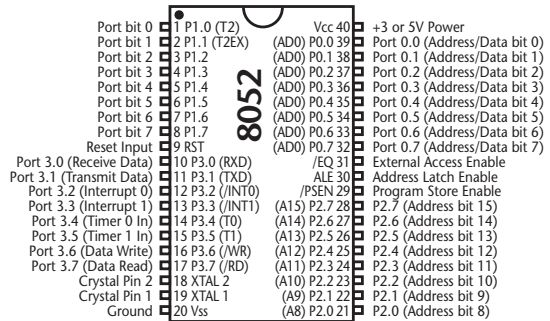 Port bit 0 1 P1.0 (T2) Vcc 40 +3 or 5V Power
Port bit 1 2 P1.1 (T2EX) (AD0) P0.0 39 Port 0.0 (Address/Data bit 0)
Port bit 2 3 P1.2 (AD0) P0.1 38 Port 0.1 (Address/Data bit 1)
Port bit 3 4 P1.3 (AD0) P0.2 37 Port 0.2 (Address/Data bit 2)
Port bit 4 5 P1.4 (AD0) P0.3 36 Port 0.3 (Address/Data bit 3)
Port bit 5 6 P1.5 (AD0) P0.4 35 Port 0.4 (Address/Data bit 4)
Port bit 6 7 P1.6 (AD0) P0.5 34 Port 0.5 (Address/Data bit 5)
Port bit 7 8 P1.7 (AD0) P0.6 33 Port 0.6 (Address/Data bit 6)
Reset Input 9 RST (AD0) P0.7 32 Port 0.7 (Address/Data bit 7)
Port 3.0 (Receive Data) 10 P3.0 (RXD) /EQ 31 External Access Enable
Port 3.1 (Transmit Data) 11 P3.1 (TXD) ALE 30 Address Latch Enable
Port 3.2 (Interrupt 0) 12 P3.2 (/INT0) /PSEN 29 Program Store Enable
Port 3.3 (Interrupt 1) 13 P3.3 (/INT1) (A15) P2.7 28 P2.7 (Address bit 15)
Port 3.4 (Timer 0 In) 14 P3.4 (T0) (A14) P2.6 27 P2.6 (Address bit 14)
Port 3.5 (Timer 1 In) 15 P3.5 (T1) (A13) P2.5 26 P2.5 (Address bit 13)
Port 3.6 (Data Write) 16 P3.6 (/WR) (A12) P2.4 25 P2.4 (Address bit 12)
Port 3.7 (Data Read) 17 P3.7 (/RD) (A11) P2.3 24 P2.3 (Address bit 11)
Crystal Pin 2 18 XTAL 2 (A10) P2.2 23 P2.2 (Address bit 10)
Crystal Pin 1 19 XTAL 1 (A9) P2.1 22 P2.1 (Address bit 9)
Ground 20 Vss (A8) P2.0 21 P2.0 (Address bit 8)
8052